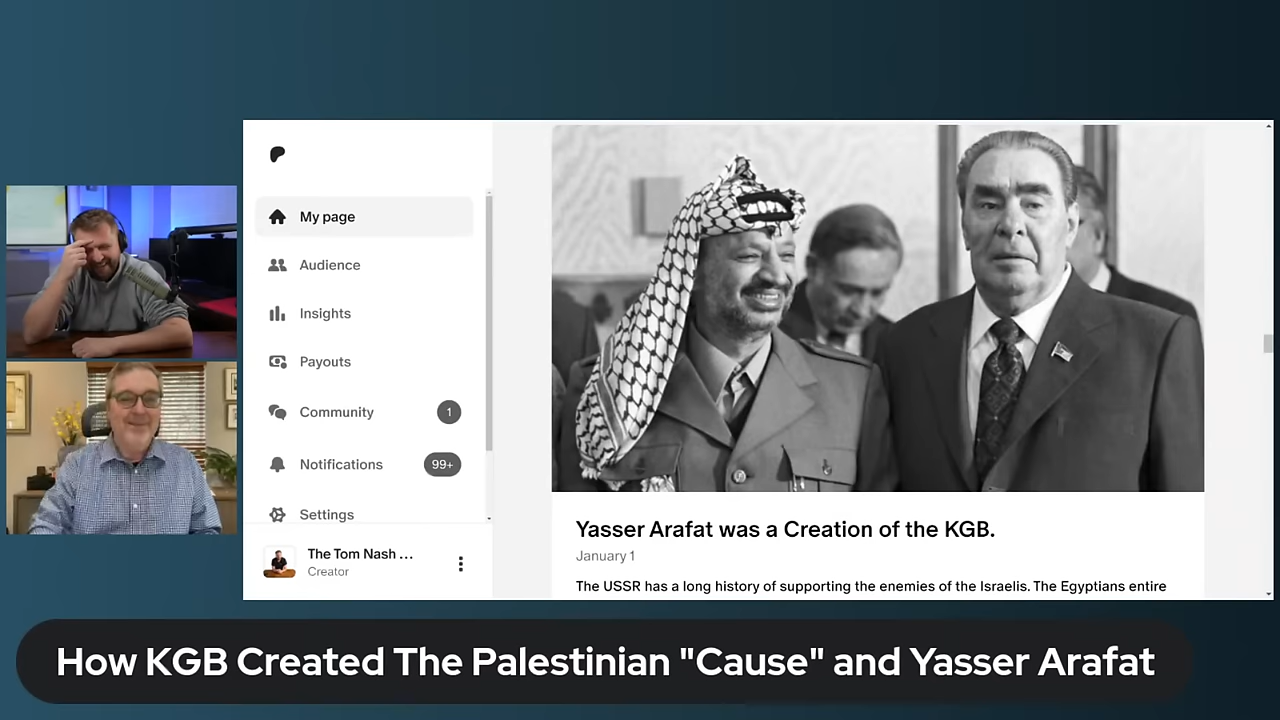 My page
Audience
Insights
Payouts
Community 1
Notifications 99+
Settings
The Tom Nash ...
Creator
Yasser Arafat was a Creation of the KGB.
January 1
The USSR has a long history of supporting the enemies of the Israelis. The Egyptians entire
How KGB Created The Palestinian "Cause" and Yasser Arafat